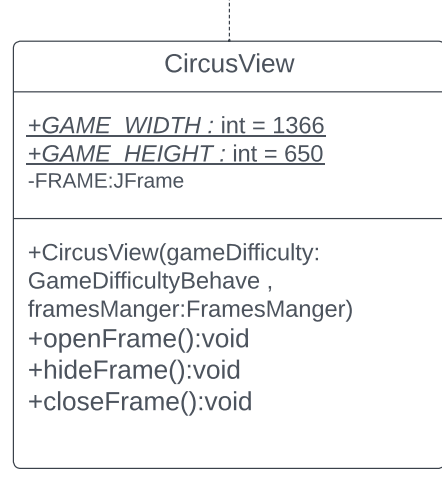 CircusView
+GAME_WIDTH : int = 1366
+GAME_HEIGHT : int = 650
-FRAME:JFrame
+CircusView(gameDifficulty:
GameDifficultyBehave ,
framesManger:FramesManger)
+openFrame():void
+hideFrame():void
+closeFrame():void